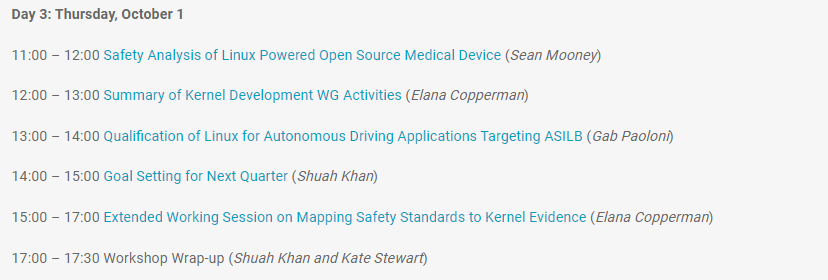 Day 3: Thursday, October 1
11:00 – 12:00 Safety Analysis of Linux Powered Open Source Medical Device (Sean Mooney)
12:00 – 13:00 Summary of Kernel Development WG Activities (Elana Copperman)
13:00 – 14:00 Qualification of Linux for Autonomous Driving Applications Targeting ASILB (Gab Paoloni)
14:00 – 15:00 Goal Setting for Next Quarter (Shuah Khan)
15:00 – 17:00 Extended Working Session on Mapping Safety Standards to Kernel Evidence (Elana Copperman)
17:00 – 17:30 Workshop Wrap-up (Shuah Khan and Kate Stewart)